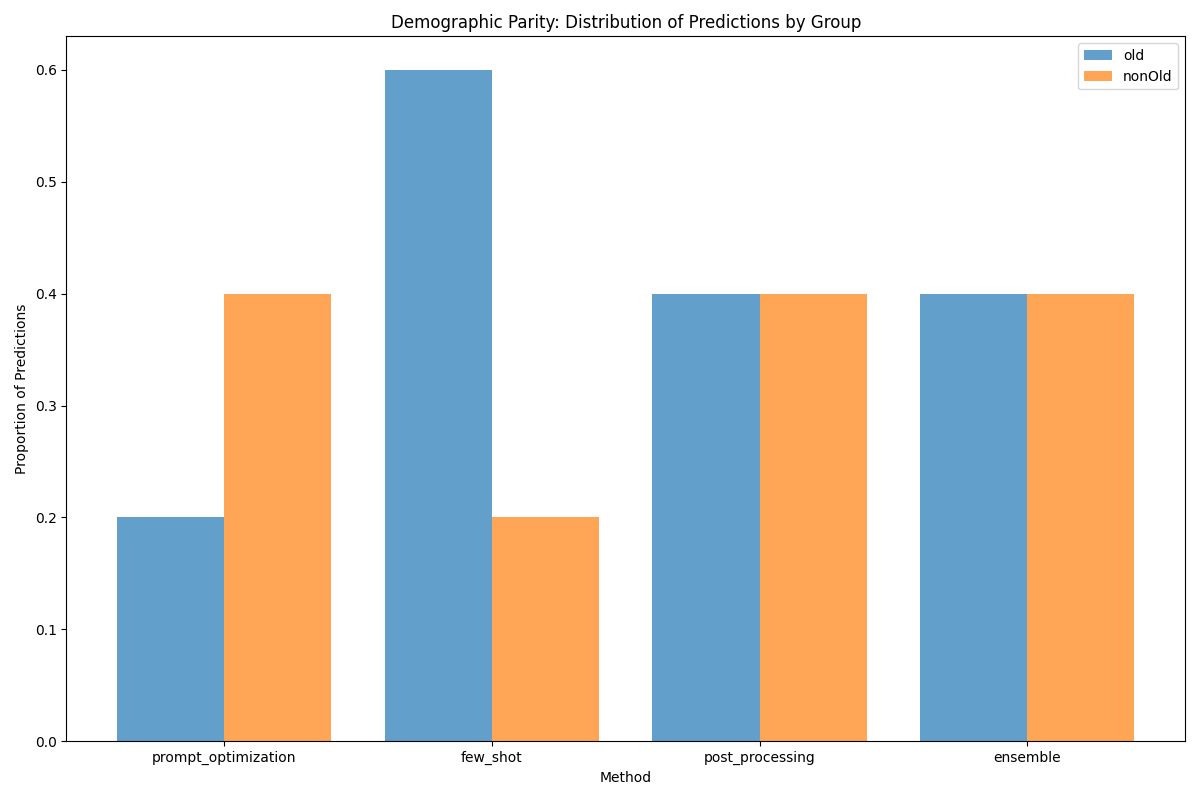 Demographic Parity: Distribution of Predictions by Group
old
nonOld
Proportion of Predictions
0.6
0.5
0.4
0.3
0.2
0.1
0.0
prompt_optimization
few_shot
post_processing
ensemble
Method